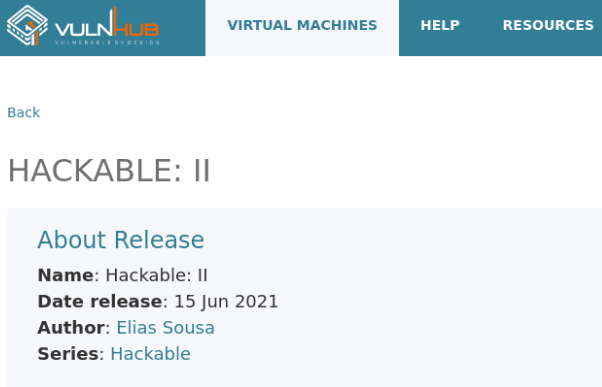 VULNHUB
VULNERABLE BY DESIGN
VIRTUAL MACHINES
HELP
RESOURCES
Back
HACKABLE: II
About Release
Name: Hackable: II
Date release: 15 Jun 2021
Author: Elias Sousa
Series: Hackable